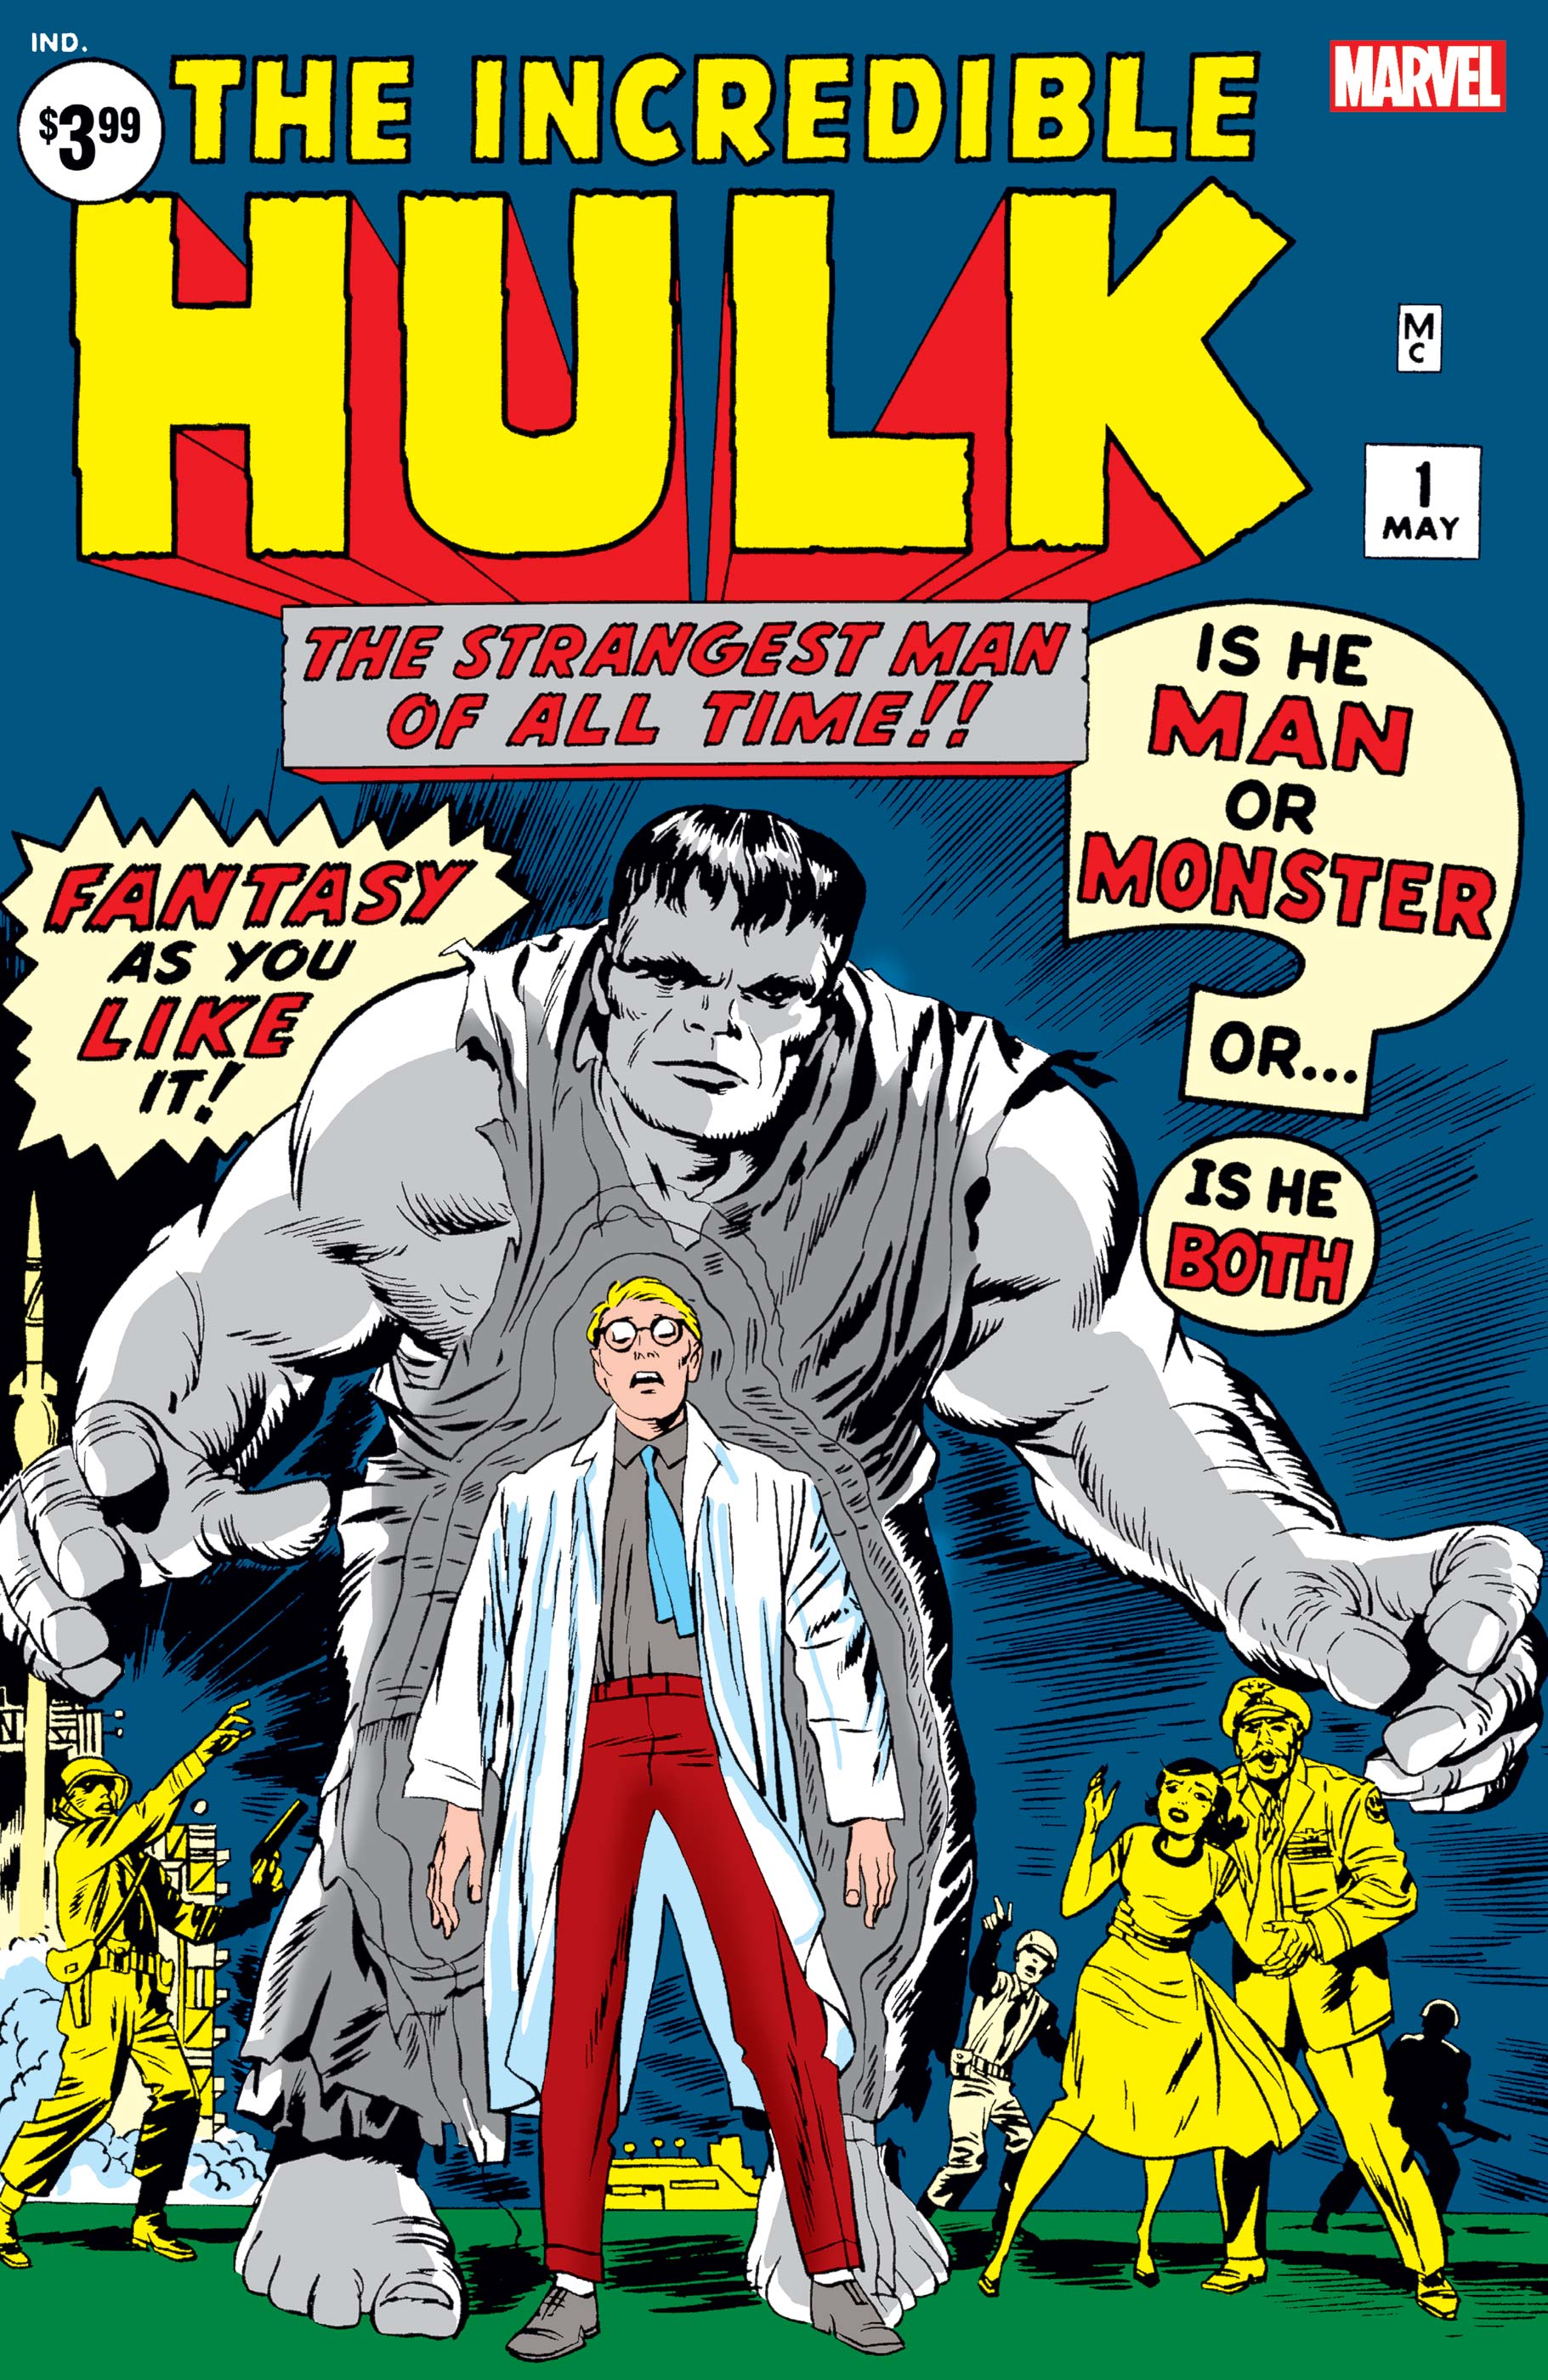 IND.
$3.99
THE INCREDIBLE
MARVEL
HULK
M
C
1
MAY
THE STRANGEST MAN
OF ALL TIME!!
IS HE
MAN
OR
MONSTER
OR...
IS HE
BOTH
FANTASY
AS YOU
LIKE
IT!